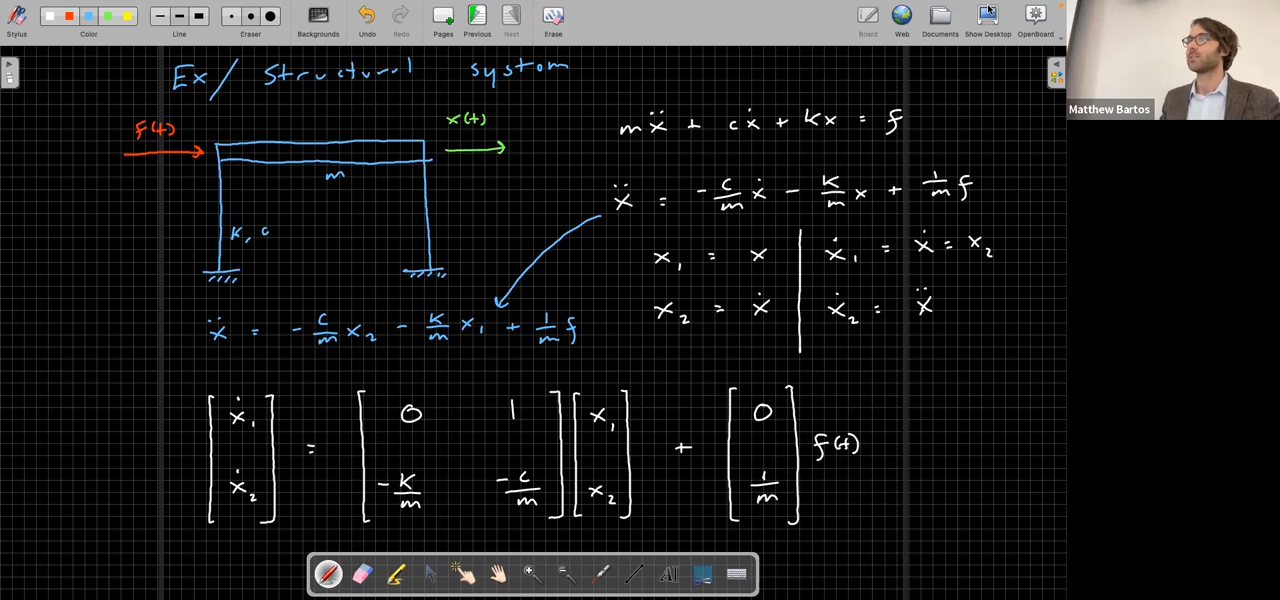 Stylus Color Line Eraser Backgrounds Undo Redo Pages Previous Next Erase Board Web Documents Show Desktop OpenBoard
Matthew Bartos
Ex/ Structural system
f(t)
x(t)
m
k, c
mẍ + cẋ + kx = f
ẍ = -c/m ẋ - k/m x + 1/m f
x₁ = x | ẋ₁ = ẋ = x₂
x₂ = ẋ | ẋ₂ = ẍ
ẍ = -c/m x₂ - k/m x₁ + 1/m f
[ẋ₁ ẋ₂] = [0 1 -k/m -c/m] [x₁ x₂] + [0 1/m] f(t)
AI